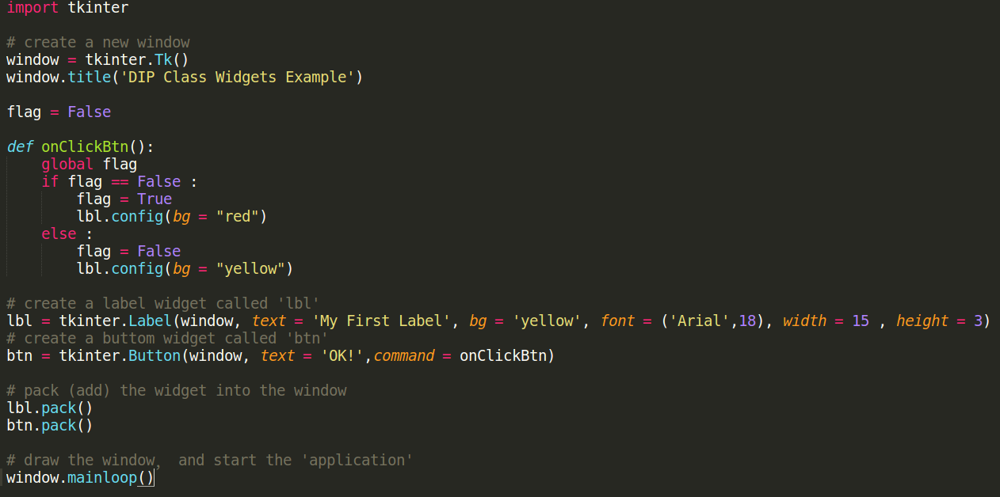 import tkinter
# create a new window
window = tkinter.Tk()
window.title('DIP Class Widgets Example')
flag = False
def onClickBtn():
    global flag
    if flag == False :
        flag = True
        lbl.config(bg = "red")
    else :
        flag = False
        lbl.config(bg = "yellow")
# create a label widget called 'lbl'
lbl = tkinter.Label(window, text = 'My First Label', bg = 'yellow', font = ('Arial',18), width = 15 , height = 3)
# create a buttom widget called 'btn'
btn = tkinter.Button(window, text = 'OK!',command = onClickBtn)
# pack (add) the widget into the window
lbl.pack()
btn.pack()
# draw the window,  and start the 'application'
window.mainloop()